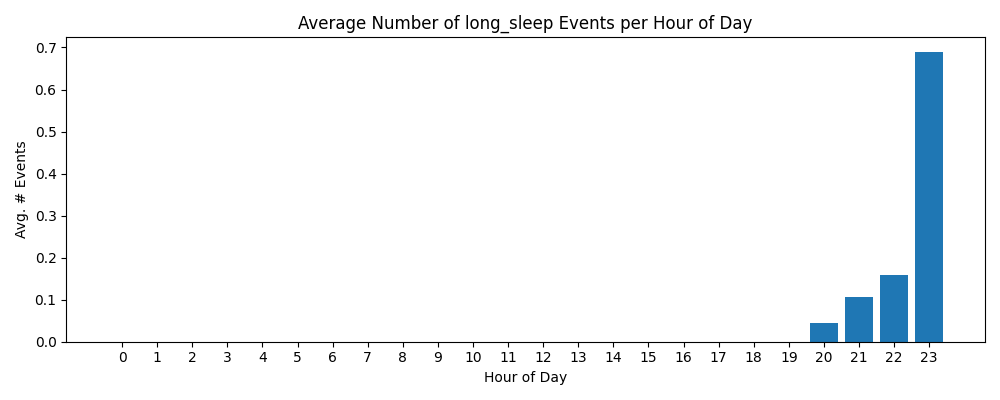 Average Number of long_sleep Events per Hour of Day
Avg. # Events
0.7
0.6
0.5
0.4
0.3
0.2
0.1
0.0
0 1 2 3 4 5 6 7 8 9 10 11 12 13 14 15 16 17 18 19 20 21 22 23
Hour of Day